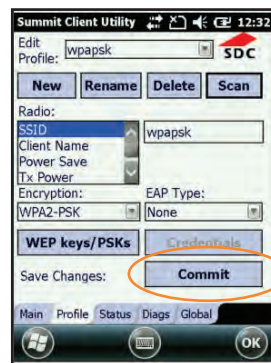 Summit Client Utility 12:32
Edit
Profile: wpapsk
SDC
New Rename Delete Scan
Radio:
SSID wpapsk
Client Name
Power Save
Tx Power
Encryption: EAP Type:
WPA2-PSK None
WEP keys/PSKs Credentials
Save Changes: Commit
Main Profile Status Diags Global
OK